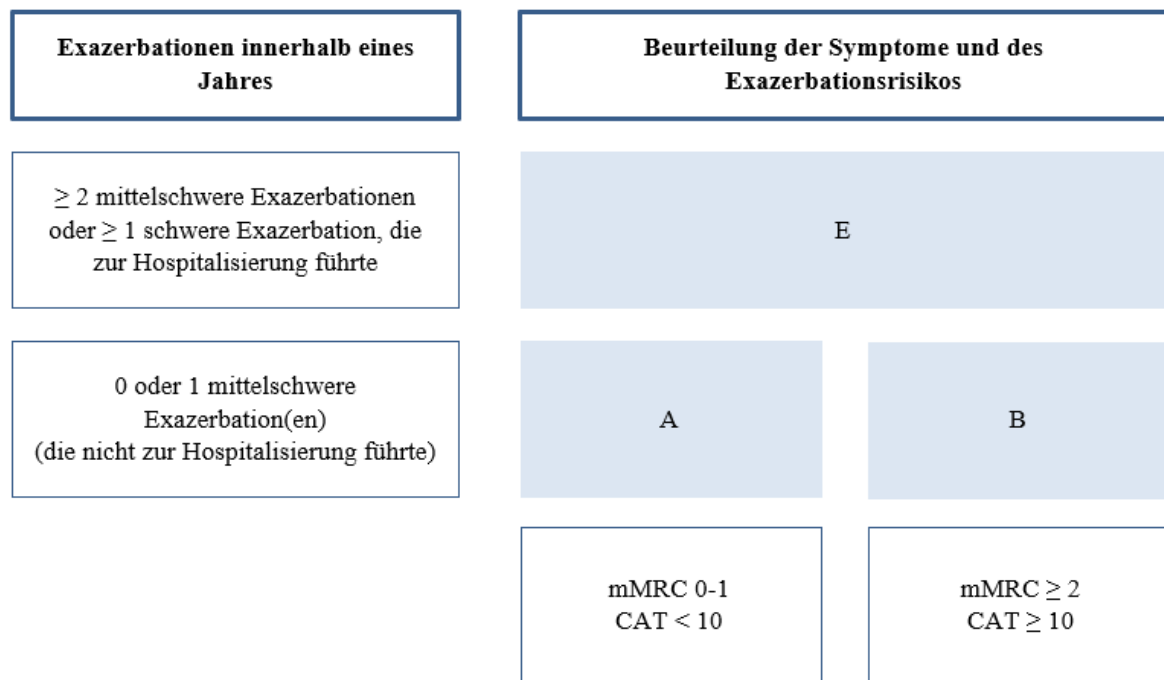 Exazerbationen innerhalb eines
Jahres
Beurteilung der Symptome und des
Exazerbationsrisikos
≥ 2 mittelschwere Exazerbationen
oder ≥ 1 schwere Exazerbation, die
zur Hospitalisierung führte
E
0 oder 1 mittelschwere
Exazerbation(en)
(die nicht zur Hospitalisierung führte)
A
B
mMRC 0-1
CAT < 10
mMRC ≥ 2
CAT ≥ 10